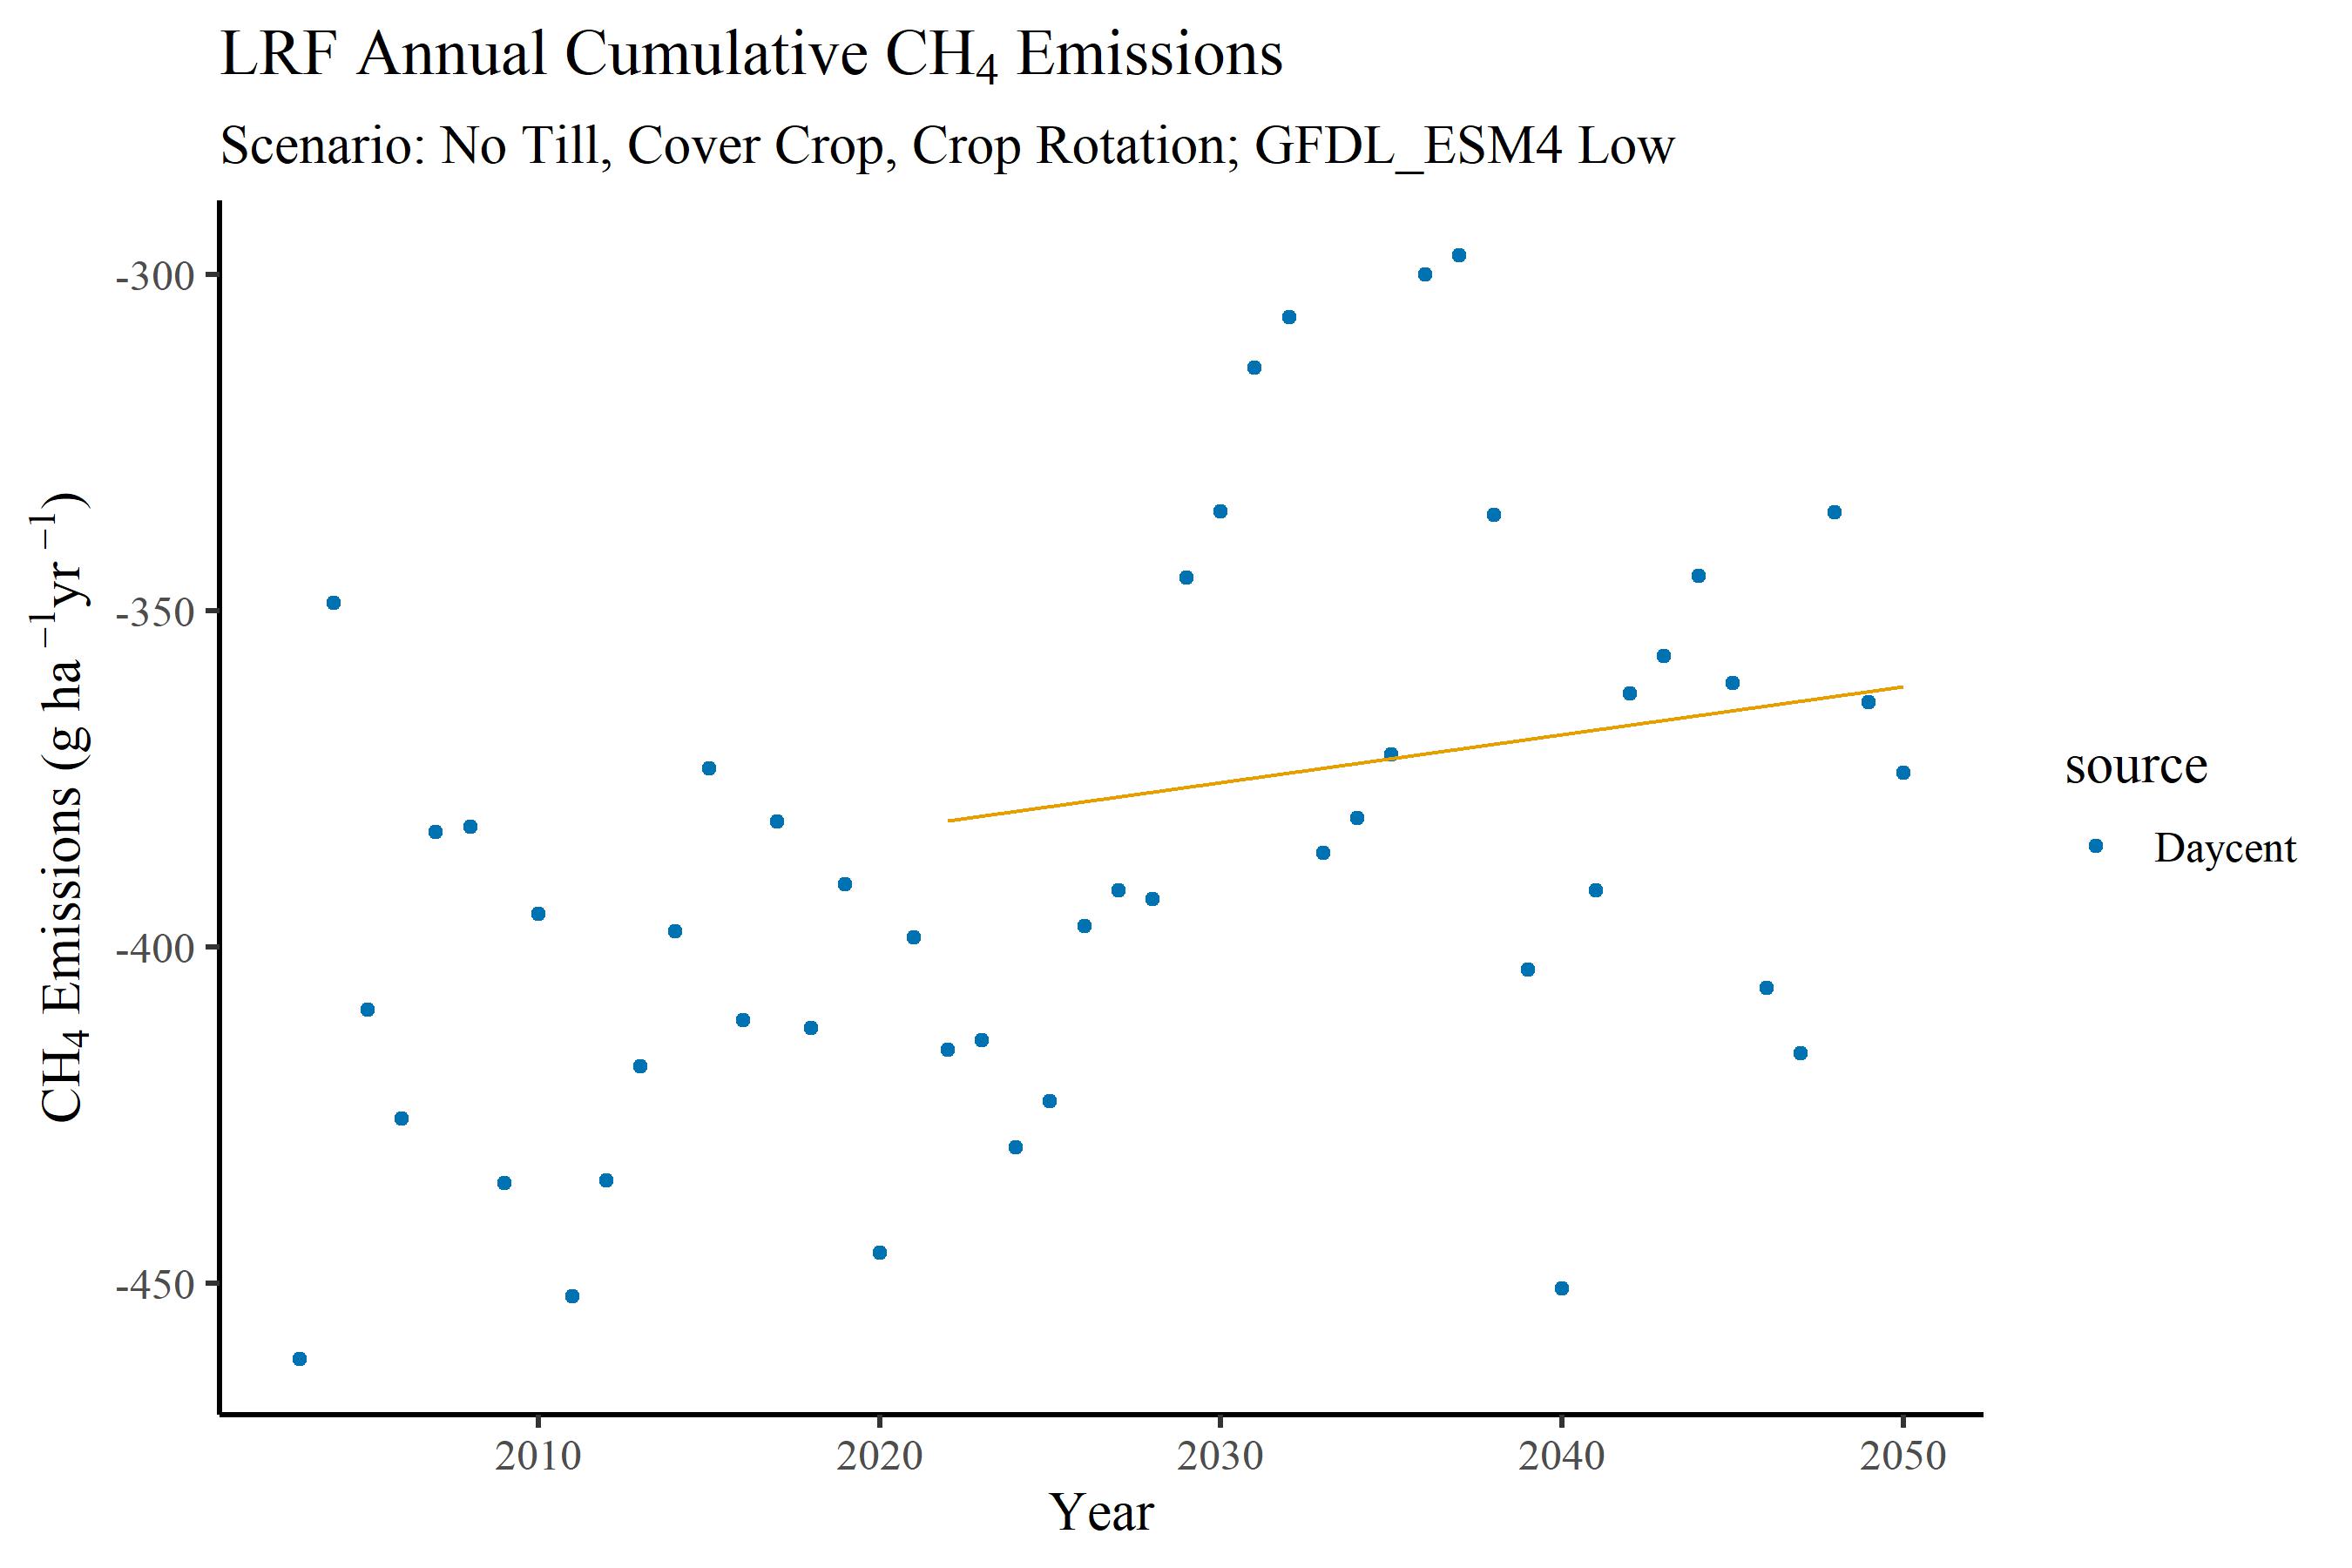 LRF Annual Cumulative CH₄ Emissions
Scenario: No Till, Cover Crop, Crop Rotation; GFDL_ESM4 Low
CH₄ Emissions (g ha ⁻¹yr ⁻¹)
-300
-350
-400
-450
2010 2020 2030 2040 2050
Year
source
Daycent